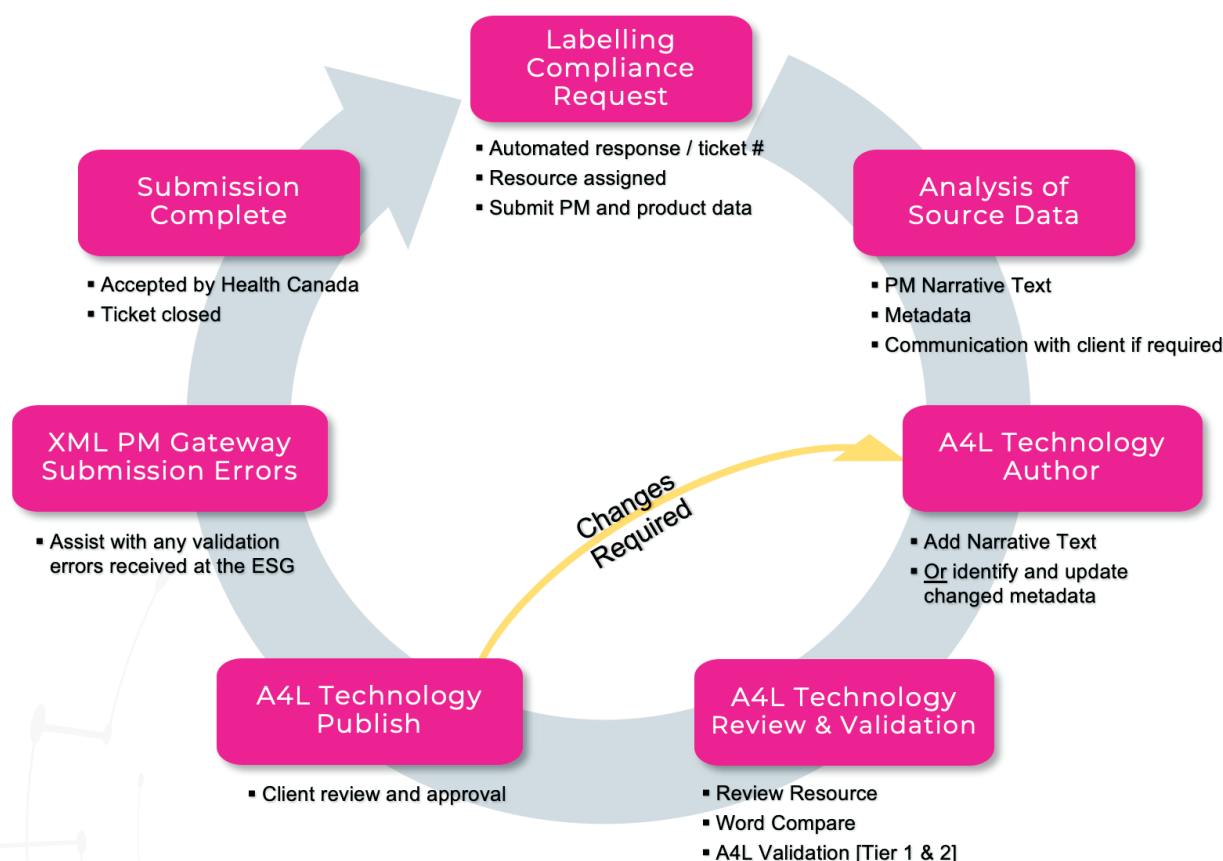 Labelling
Compliance
Request
▪ Automated response / ticket #
▪ Resource assigned
▪ Submit PM and product data
Analysis of
Source Data
▪ PM Narrative Text
▪ Metadata
▪ Communication with client if required
A4L Technology
Author
▪ Add Narrative Text
▪ Or identify and update
changed metadata
A4L Technology
Review & Validation
▪ Review Resource
▪ Word Compare
▪ A4L Validation [Tier 1 & 2]
A4L Technology
Publish
▪ Client review and approval
Changes
Required
XML PM Gateway
Submission Errors
▪ Assist with any validation
errors received at the ESG
Submission
Complete
▪ Accepted by Health Canada
▪ Ticket closed